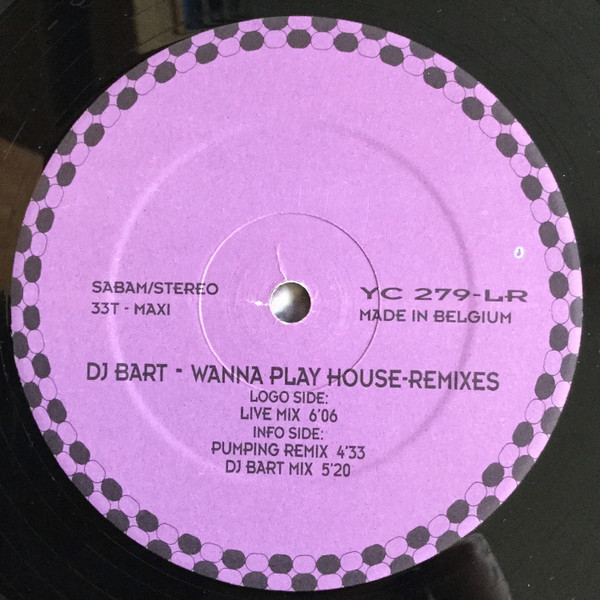 SABAM/STEREO
33T - MAXI
YC 279-LR
MADE IN BELGIUM
DJ BART - WANNA PLAY HOUSE-REMIXES
LOGO SIDE:
LIVE MIX 6'06
INFO SIDE:
PUMPING REMIX 4'33
DJ BART MIX 5'20